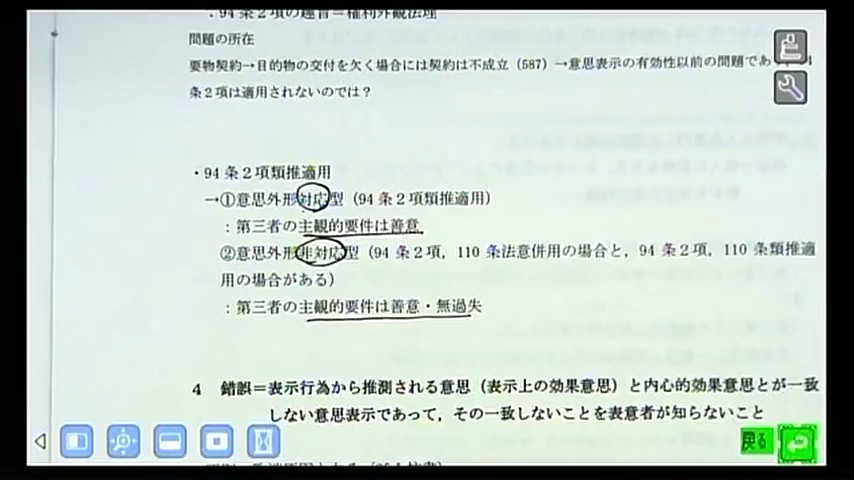 ・94条2項の趣旨＝権利外観法理
問題の所在
要物契約→目的物の交付を欠く場合には契約は不成立（587）→意思表示の有効性以前の問題であ
条2項は適用されないのでは？
・94条2項類推適用
→①意思外形対応型（94条2項類推適用）
：第三者の主観的要件は善意
②意思外形非対応型（94条2項，110条法意併用の場合と，94条2項，110条類推適
用の場合がある）
：第三者の主観的要件は善意・無過失
4 錯誤＝表示行為から推測される意思（表示上の効果意思）と内心的効果意思とが一致
しない意思表示であって，その一致しないことを表意者が知らないこと
戻る